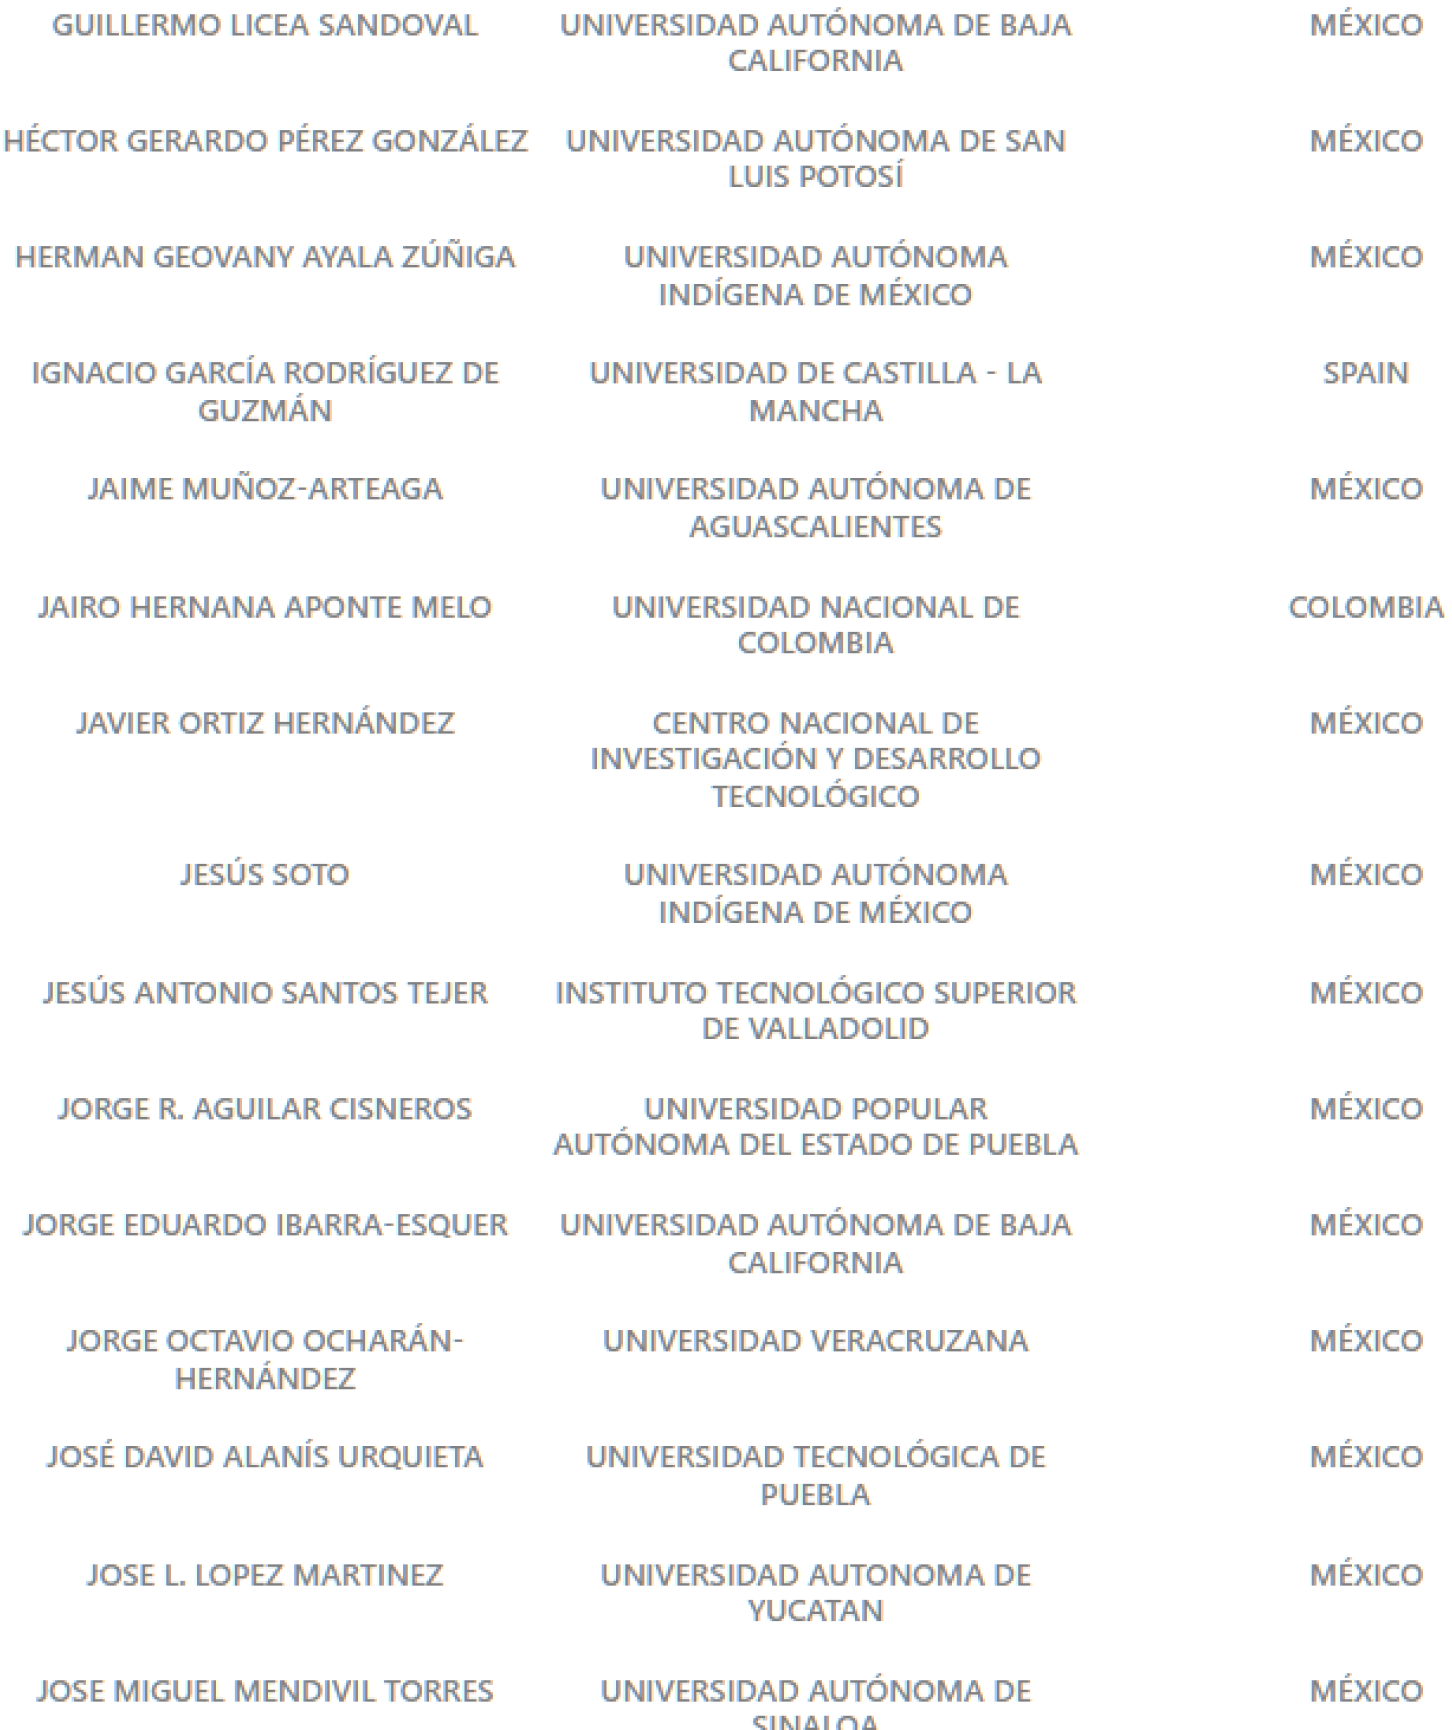 GUILLERMO LICEA SANDOVAL UNIVERSIDAD AUTÓNOMA DE BAJA MÉXICO
CALIFORNIA
HÉCTOR GERARDO PÉREZ GONZÁLEZ UNIVERSIDAD AUTÓNOMA DE SAN MÉXICO
LUIS POTOSÍ
HERMAN GEOVANY AYALA ZÚÑIGA UNIVERSIDAD AUTÓNOMA MÉXICO
INDÍGENA DE MÉXICO
IGNACIO GARCÍA RODRÍGUEZ DE UNIVERSIDAD DE CASTILLA - LA SPAIN
GUZMÁN MANCHA
JAIME MUÑOZ-ARTEAGA UNIVERSIDAD AUTÓNOMA DE MÉXICO
AGUASCALIENTES
JAIRO HERNANA APONTE MELO UNIVERSIDAD NACIONAL DE COLOMBIA
COLOMBIA
JAVIER ORTIZ HERNÁNDEZ CENTRO NACIONAL DE MÉXICO
INVESTIGACIÓN Y DESARROLLO
TECNOLÓGICO
JESÚS SOTO UNIVERSIDAD AUTÓNOMA MÉXICO
INDÍGENA DE MÉXICO
JESÚS ANTONIO SANTOS TEJER INSTITUTO TECNOLÓGICO SUPERIOR MÉXICO
DE VALLADOLID
JORGE R. AGUILAR CISNEROS UNIVERSIDAD POPULAR MÉXICO
AUTÓNOMA DEL ESTADO DE PUEBLA
JORGE EDUARDO IBARRA-ESQUER UNIVERSIDAD AUTÓNOMA DE BAJA MÉXICO
CALIFORNIA
JORGE OCTAVIO OCHARÁN- UNIVERSIDAD VERACRUZANA MÉXICO
HERNÁNDEZ
JOSÉ DAVID ALANÍS URQUIETA UNIVERSIDAD TECNOLÓGICA DE MÉXICO
PUEBLA
JOSE L. LOPEZ MARTINEZ UNIVERSIDAD AUTONOMA DE MÉXICO
YUCATAN
JOSE MIGUEL MENDIVIL TORRES UNIVERSIDAD AUTÓNOMA DE MÉXICO
SINALOA